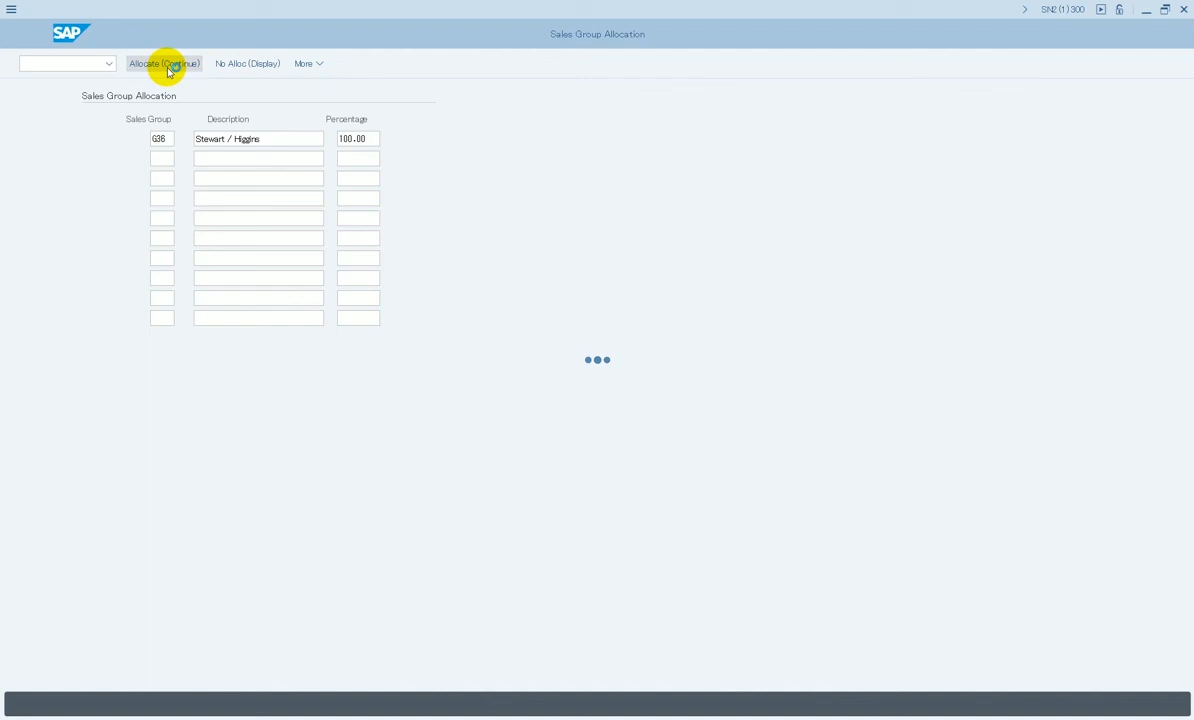 SN2 (1) 300
SAP
Sales Group Allocation
Allocate (Continue) No Alloc (Display) More
Sales Group Allocation
Sales Group Description Percentage
G36 Stewart / Higgins 100.00